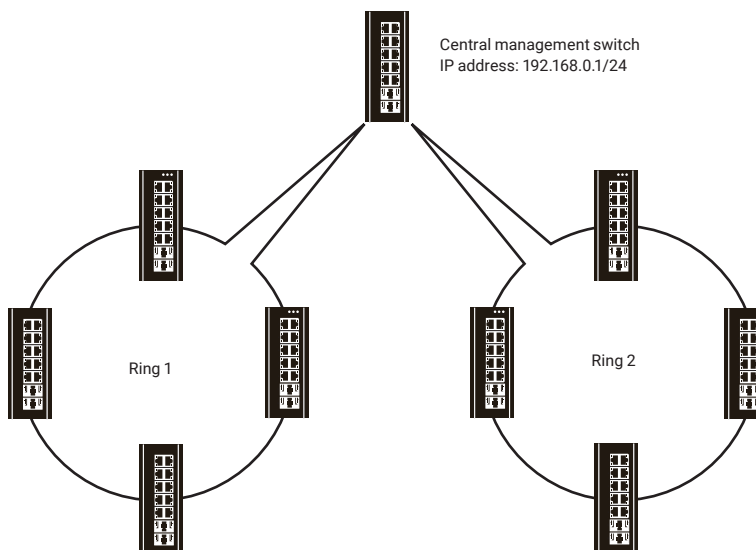 Central management switch
IP address: 192.168.0.1/24
Ring 1
Ring 2